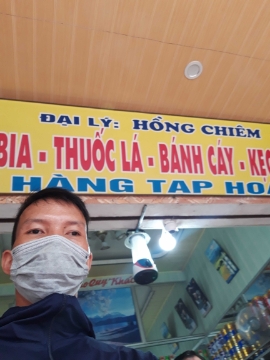 ĐẠI LÝ: HỒNG CHIÊM
BIA - THUỐC LÁ - BÁNH CÁY - KẸO
HÀNG TẠP HOÁ